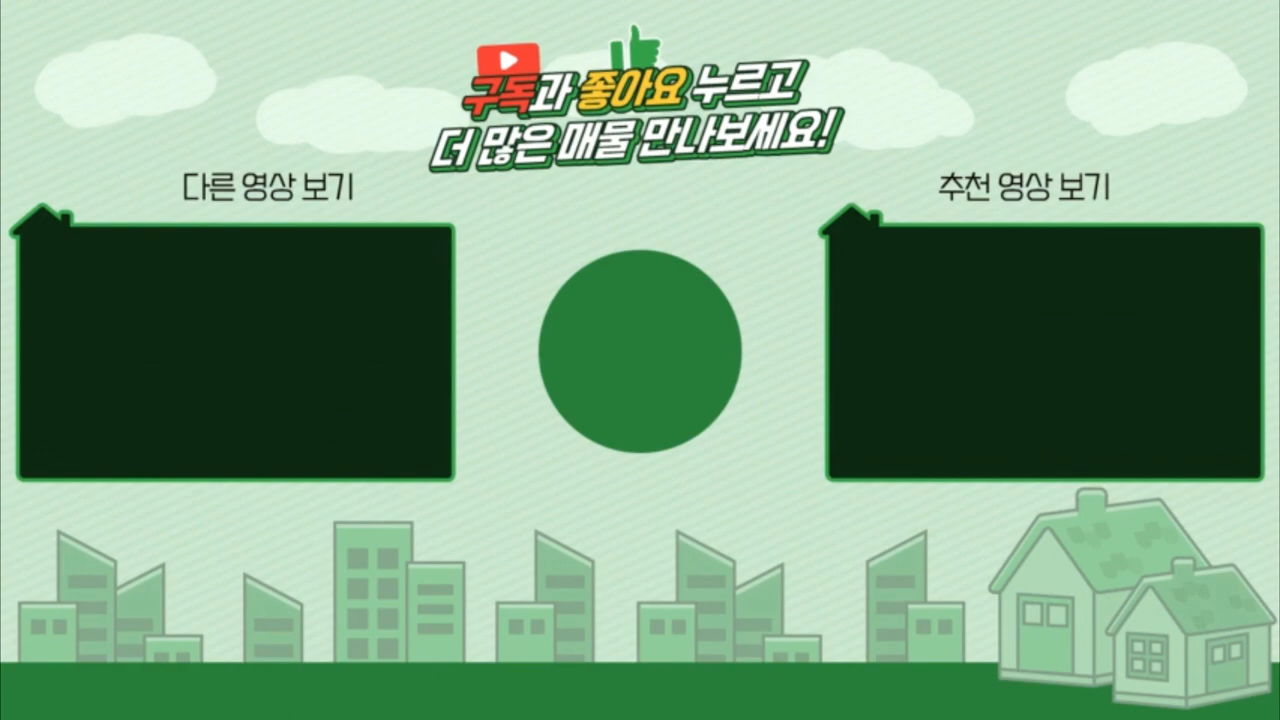 구독과 좋아요 누르고
더 많은 매물 만나보세요!
다른 영상 보기
추천 영상 보기